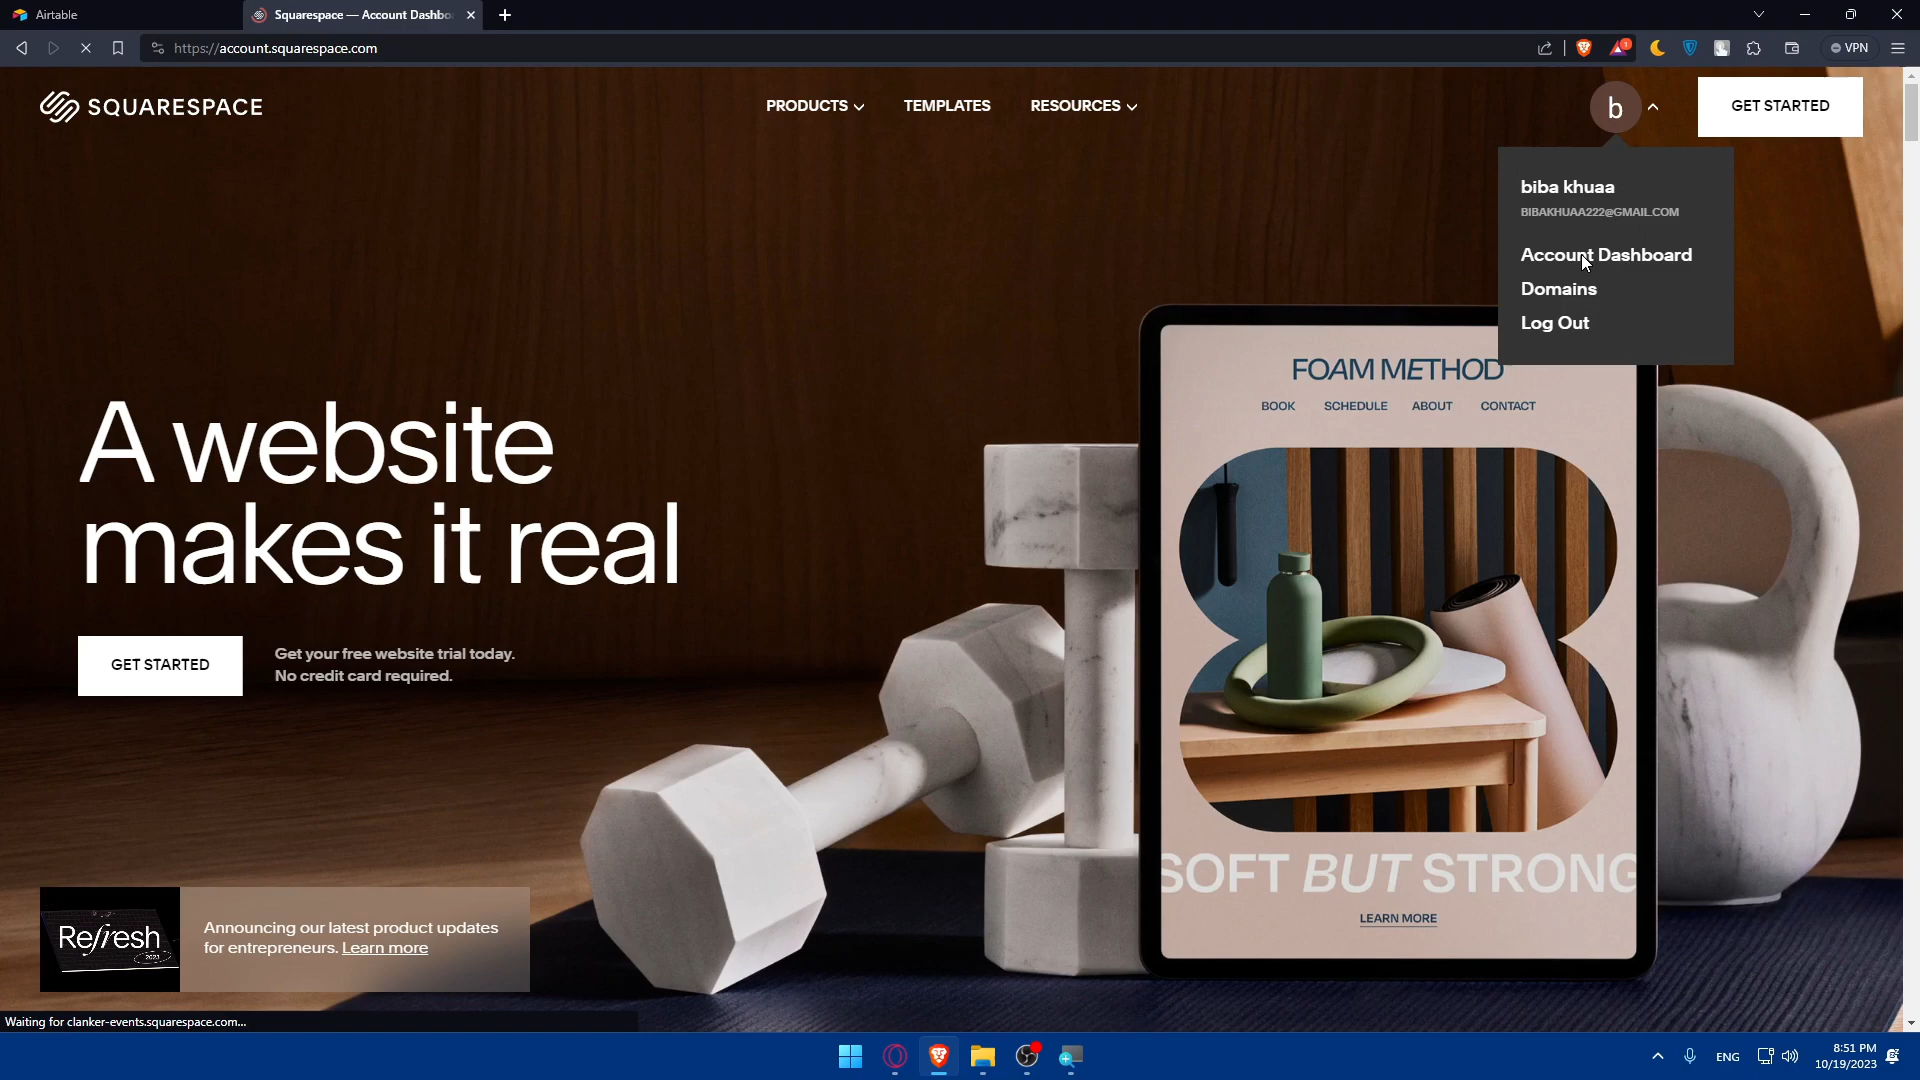 Airtable
Squarespace — Account Dashbo
https://account.squarespace.com
1
VPN
SQUARESPACE
PRODUCTS
TEMPLATES
RESOURCES
b
GET STARTED
biba khuaa
BIBAKHUAA222@GMAIL.COM
Account Dashboard
Domains
Log Out
A website
makes it real
GET STARTED
Get your free website trial today.
No credit card required.
FOAM METHOD
BOOK SCHEDULE ABOUT CONTACT
SOFT BUT STRONG
LEARN MORE
Refresh
2023
Announcing our latest product updates
for entrepreneurs. Learn more
Waiting for clanker-events.squarespace.com...
ENG
8:51 PM
10/19/2023